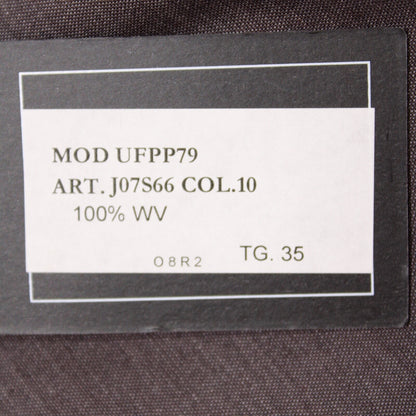 MOD UFPP79
ART. J07S66 COL.10
100% WV
O8R2 TG. 35